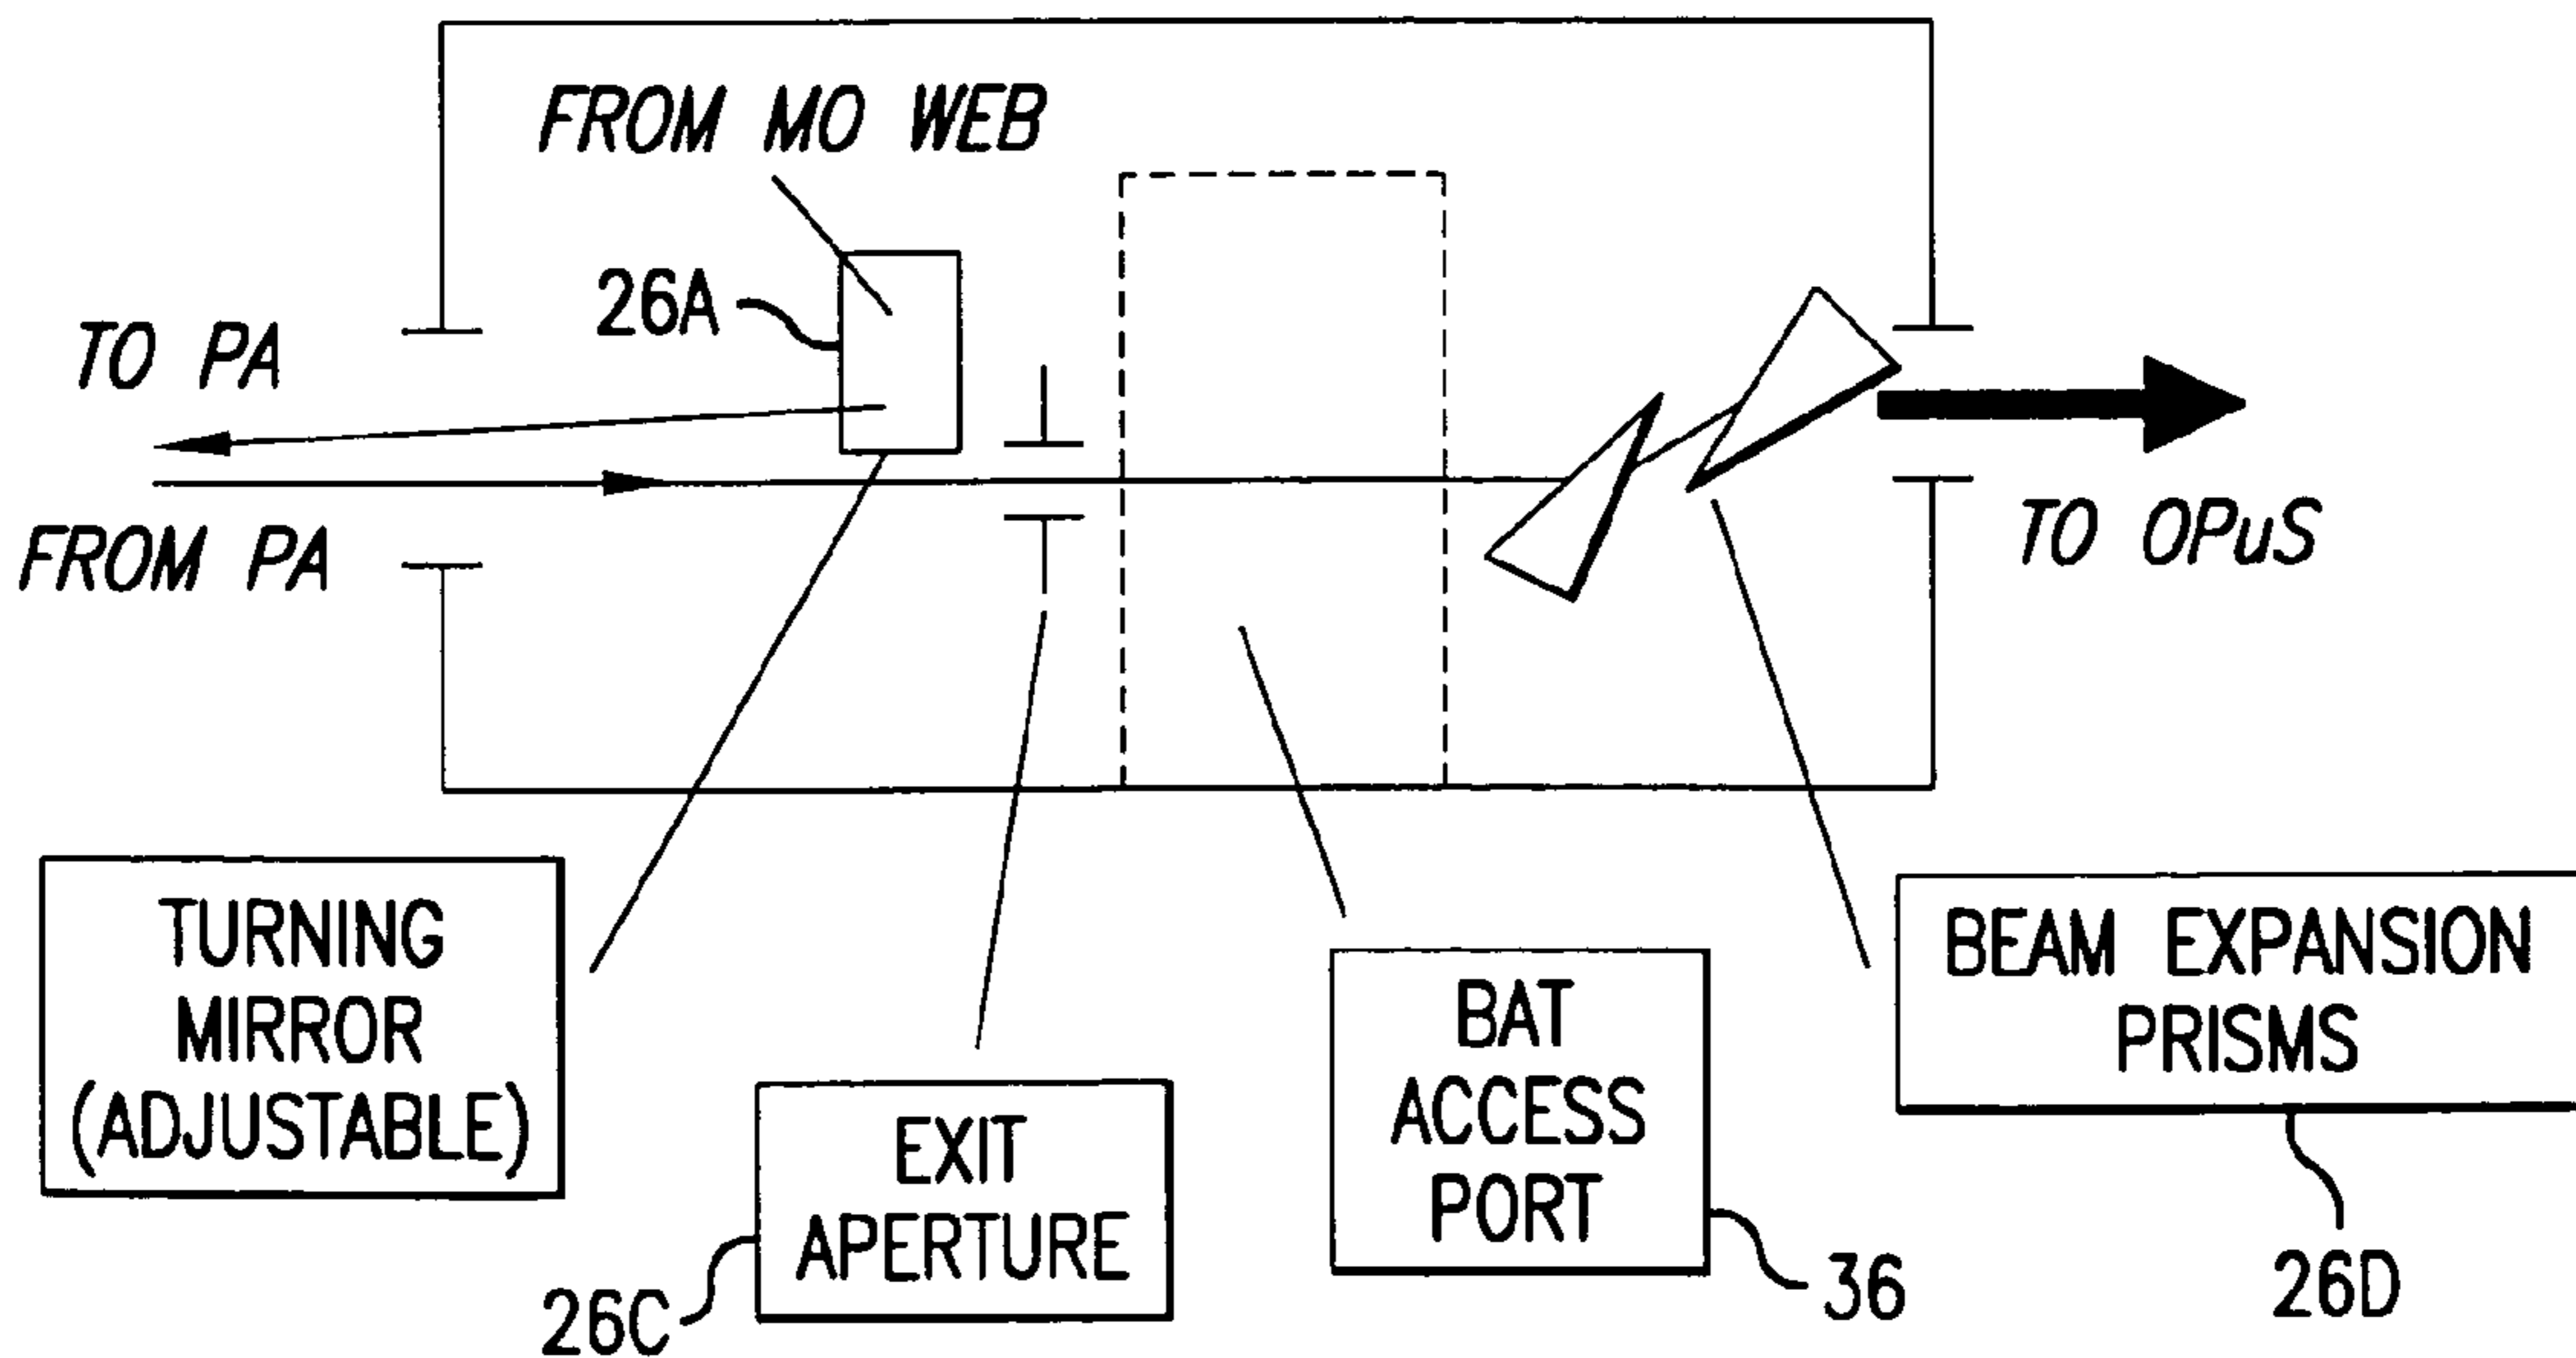 FROM MO WEB
26A
TO PA
FROM PA
TO OPuS
TURNING
MIRROR
(ADJUSTABLE)
EXIT
APERTURE
26C
BAT
ACCESS
PORT
36
BEAM EXPANSION
PRISMS
26D